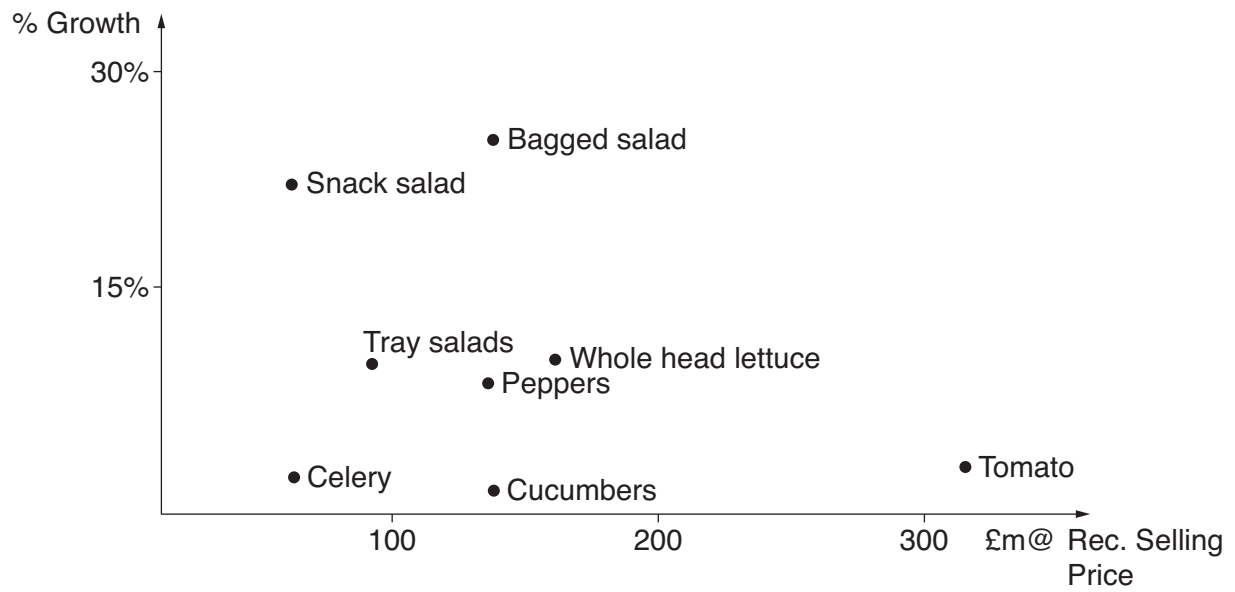 % Growth
30%
Bagged salad
Snack salad
15%
Tray salads
Whole head lettuce
Peppers
Tomato
Celery
Cucumbers
100
200
300
£m@ Rec. Selling
Price